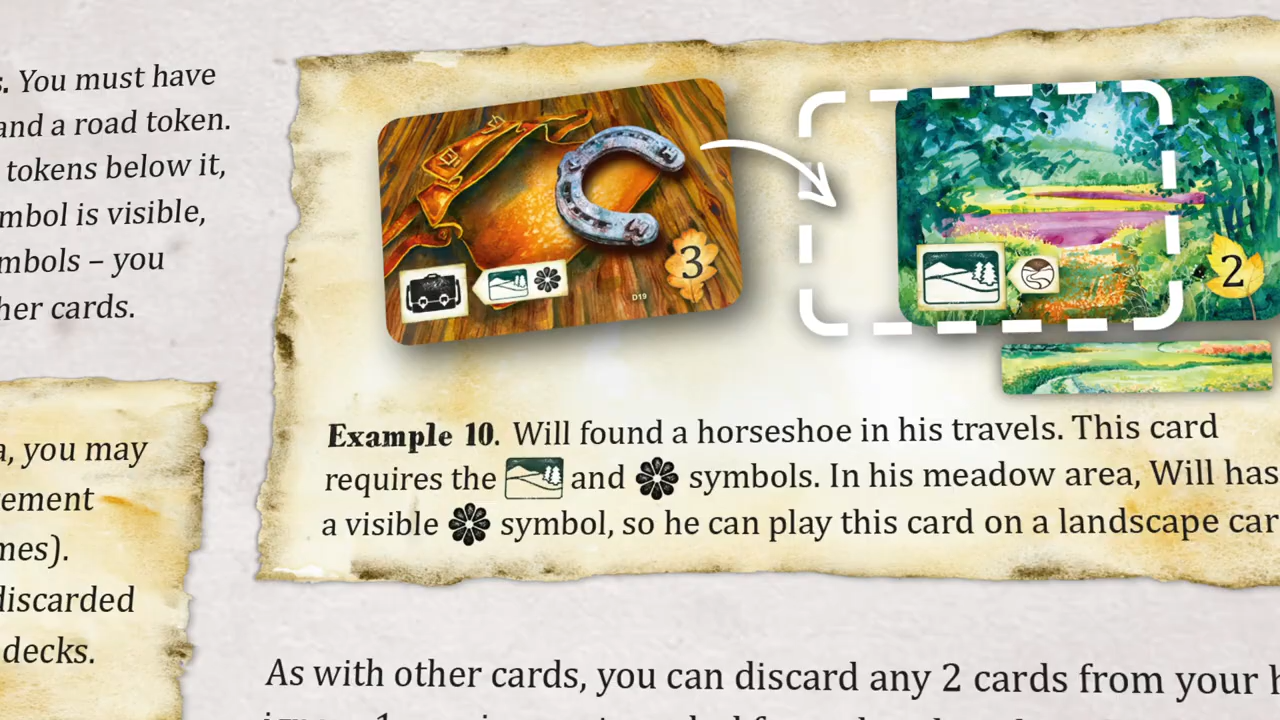 s. You must have
and a road token.
tokens below it,
mbol is visible,
mbols – you
her cards.
a, you may
ement
mes).
discarded
decks.
3
D19
2
Example 10. Will found a horseshoe in his travels. This card
requires the and symbols. In his meadow area, Will has
a visible symbol, so he can play this card on a landscape car
As with other cards, you can discard any 2 cards from your h